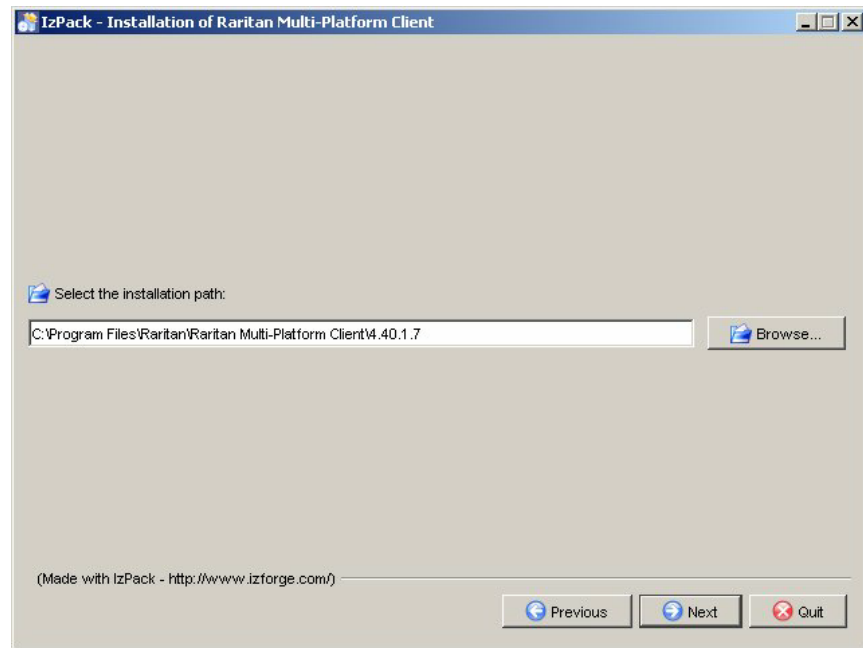 IzPack - Installation of Raritan Multi-Platform Client
Select the installation path:
C:\Program Files\Raritan\Raritan Multi-Platform Client\4.40.1.7
Browse...
(Made with IzPack - http://www.izforge.com/)
Previous
Next
Quit